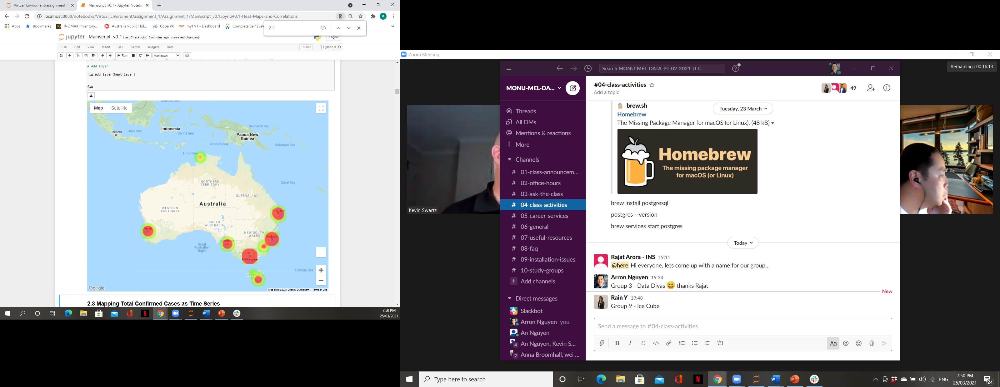 Virtual_Enviroment/assignment_
Mainscript_v0.1 - Jupyter Notebo
localhost:8888/notebooks/Virtual_Enviroment/assignment_1/Assignment_1/Mainscript_v0.1.ipynb#3.1-Heat-Maps-and-Correlations
Apps
Bookmarks
INOMAX Inventory...
Australia Public Hol...
v6 Cope V6
myTNT - Dashboard
Complete Self Evalu
2.1
2/3
jupyter Mainscript_v0.1 Last Checkpoint: 5 minutes ago (unsaved changes)
Logout
File Edit View Insert Cell Kernel Widgets Help
Trusted
Python 3
Run
Markdown
# Add Layer
fig.add_layer(heat_layer)
fig
Map
Satellite
Celebes Sea
Bismarck Sea
Indonesia
Jakarta
Java Sea
Banda Sea
Papua New
Guinea
Arafura Sea
Solomon Sea
Timor Sea
NORTHERN
TERRITORY
Coral Sea
QUEENSLAND
Australia
WESTERN
AUSTRALIA
Brisbane
SOUTH
AUSTRALIA
Perth
NEW SOUTH
WALES
Sydney
Adelaide
Great
Australian
Bight
VICTORIA
Melbourne
Tasman Sea
TASMANIA
Google
Map data ©2021 Google, SK telecom
Terms of Use
2.3 Mapping Total Confirmed Cases as Time Series
7:50 PM
25/03/2021
Zoom Meeting
Remaining : 00:16:13
Kevin Swartz
Search MONU-MEL-DATA-PT-02-2021-U-C
MONU-MEL-DA...
Threads
All DMs
Mentions & reactions
More
Channels
# 01-class-announcem...
# 02-office-hours
# 03-ask-the-class
# 04-class-activities
# 05-career-services
# 06-general
# 07-useful-resources
# 08-faq
# 09-installation-issues
# 10-study-groups
+ Add channels
Direct messages
Slackbot
Arron Nguyen you
An Nguyen
4 An Nguyen, Kevin S...
2 Anna Broomhall, wei ...
#04-class-activities
Add a topic
49
brew.sh
Tuesday, 23 March
Homebrew
The Missing Package Manager for macOS (or Linux). (48 kB)
Homebrew
The missing package manager
for macOS (or Linux)
brew install postgresql
postgres --version
brew services start postgres
Today
Rajat Arora - INS 19:11
@here Hi everyone, lets come up with a name for our group..
Arron Nguyen 19:34
Group 3 - Data Divas 😆 thanks Rajat
New
Rain Y 19:48
Group 9 - Ice Cube
Send a message to #04-class-activities
B I S
Aa @
Type here to search
ENG
7:50 PM
25/03/2021
24